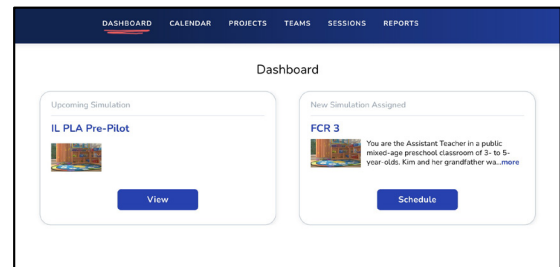 DASHBOARD CALENDAR PROJECTS TEAMS SESSIONS REPORTS
Dashboard
Upcoming Simulation
IL PLA Pre-Pilot
View
New Simulation Assigned
FCR 3
You are the Assistant Teacher in a public
mixed-age preschool classroom of 3- to 5-
year-olds. Kim and her grandfather wa...more
Schedule